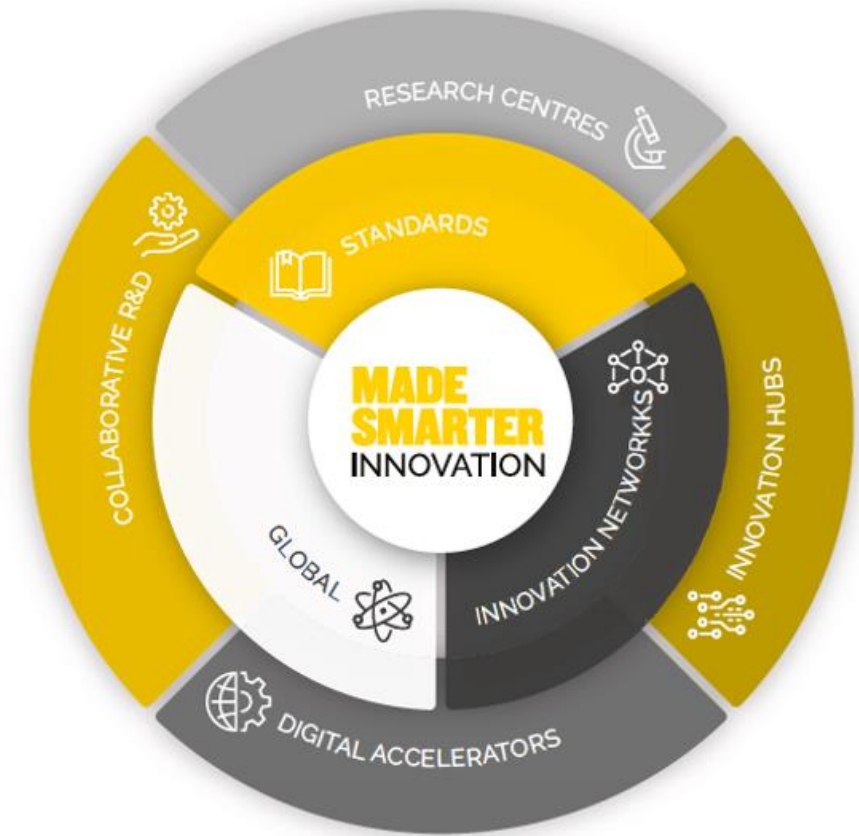 RESEARCH CENTRES
STANDARDS
COLLABORATIVE R&D
MADE
SMARTER
INNOVATION
INNOVATION NETWORKKS
INNOVATION HUBS
GLOBAL
DIGITAL ACCELERATORS